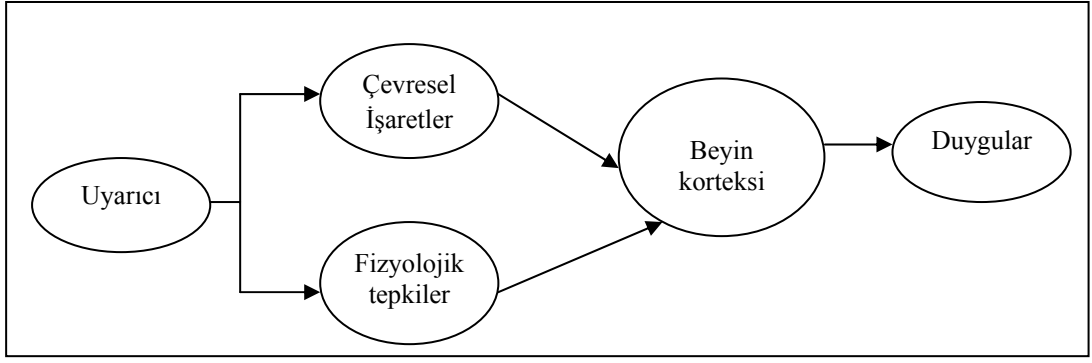 Uyarıcı
Çevresel
İşaretler
Fizyolojik
tepkiler
Beyin
korteksi
Duygular